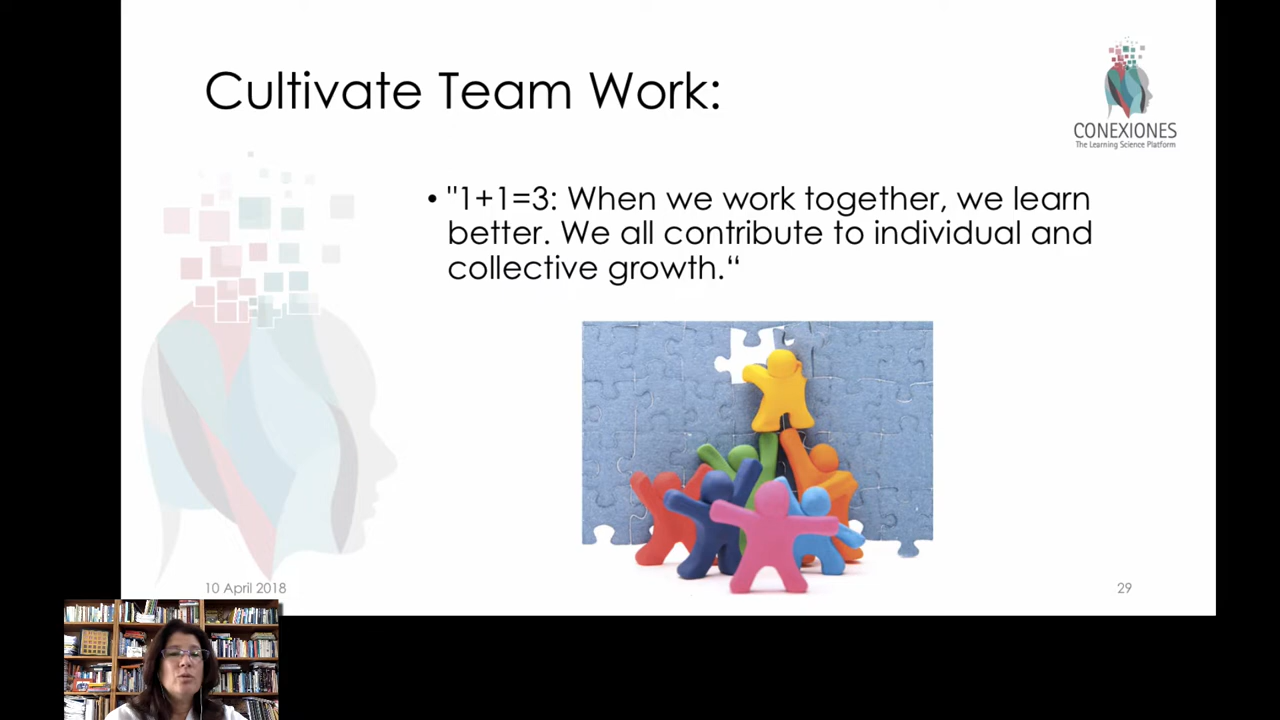 Cultivate Team Work:
CONEXIONES
The Learning Science Platform
• "1+1=3: When we work together, we learn
better. We all contribute to individual and
collective growth.“
10 April 2018
29